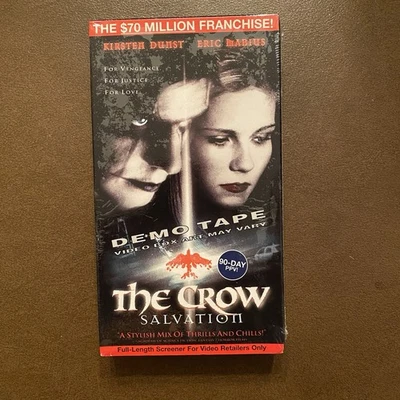 THE $70 MILLION FRANCHISE!
KIRSTEN DUNST ERIC MABIUS
FOR VENGEANCE
FOR JUSTICE
FOR LOVE
DEMO TAPE
VIDEO BOX ART MAY VARY
90-DAY
PPV!
THE CROW
SALVATION
"A STYLISH MIX OF THRILLS AND CHILLS!"
Full-Length Screener For Video Retailers Only